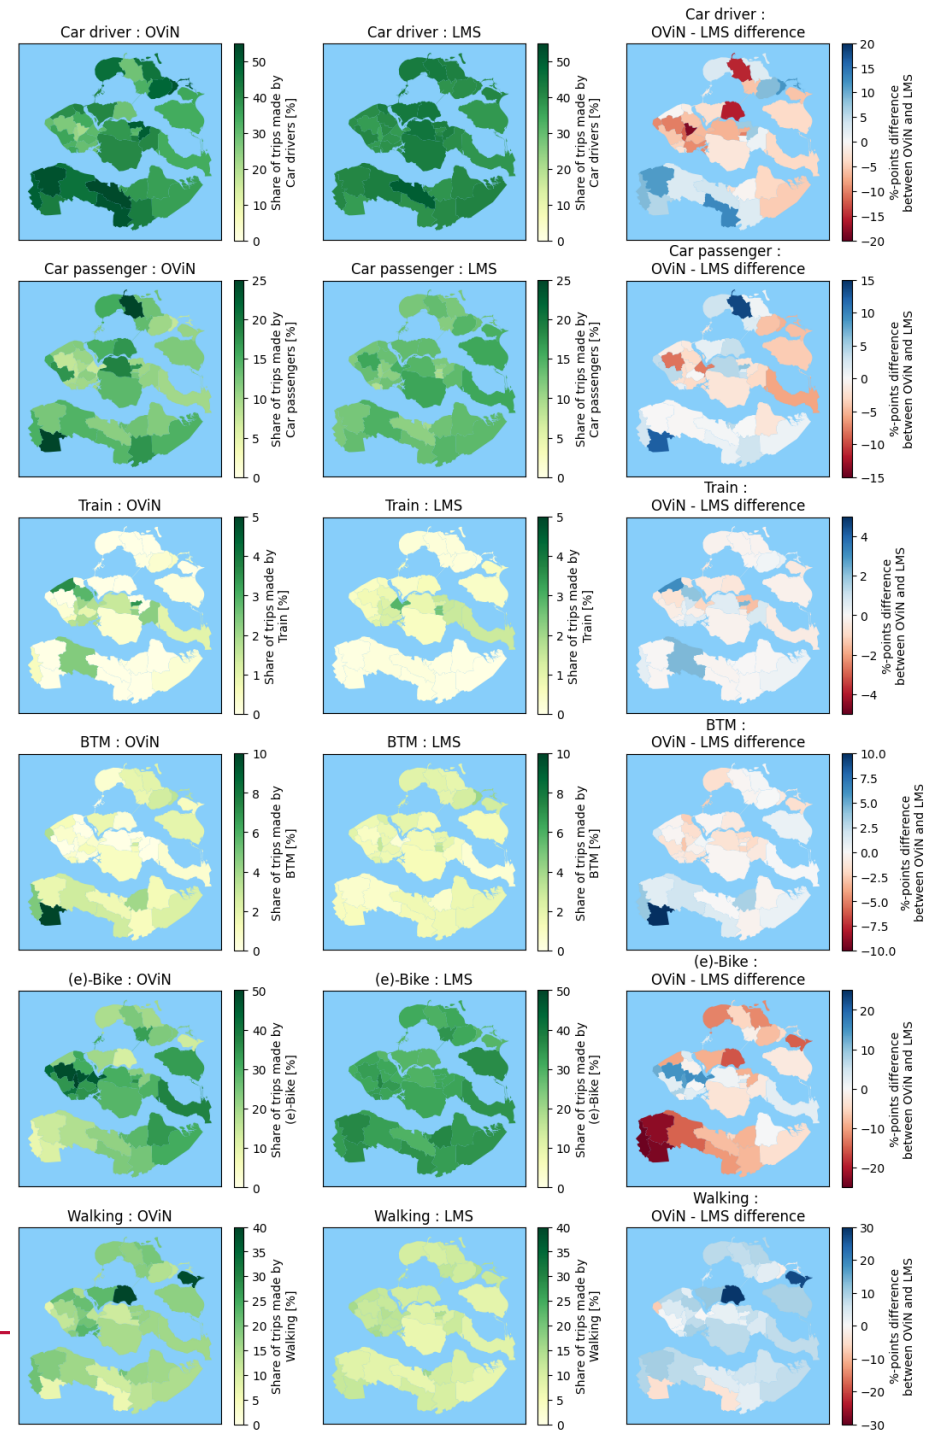 Car driver : OViN
50
40
30
20
10
0
Share of trips made by
Car drivers [%]
Car driver : LMS
50
40
30
20
10
0
Share of trips made by
Car drivers [%]
Car driver :
OViN - LMS difference
20
15
10
5
0
−5
−10
−15
−20
%-points difference
between OViN and LMS
Car passenger : OViN
25
20
15
10
5
0
Share of trips made by
Car passengers [%]
Car passenger : LMS
25
20
15
10
5
0
Share of trips made by
Car passengers [%]
Car passenger :
OViN - LMS difference
15
10
5
0
−5
−10
−15
%-points difference
between OViN and LMS
Train : OViN
5
4
3
2
1
0
Share of trips made by
Train [%]
Train : LMS
5
4
3
2
1
0
Share of trips made by
Train [%]
Train :
OViN - LMS difference
4
2
0
−2
−4
%-points difference
between OViN and LMS
BTM : OViN
10
8
6
4
2
0
Share of trips made by
BTM [%]
BTM : LMS
10
8
6
4
2
0
Share of trips made by
BTM [%]
BTM :
OViN - LMS difference
10.0
7.5
5.0
2.5
0.0
−2.5
−5.0
−7.5
−10.0
%-points difference
between OViN and LMS
(e)-Bike : OViN
50
40
30
20
10
0
Share of trips made by
(e)-Bike [%]
(e)-Bike : LMS
50
40
30
20
10
0
Share of trips made by
(e)-Bike [%]
(e)-Bike :
OViN - LMS difference
20
10
0
−10
−20
%-points difference
between OViN and LMS
Walking : OViN
40
35
30
25
20
15
10
5
0
Share of trips made by
Walking [%]
Walking : LMS
40
35
30
25
20
15
10
5
0
Share of trips made by
Walking [%]
Walking :
OViN - LMS difference
30
20
10
0
−10
−20
−30
%-points difference
between OViN and LMS